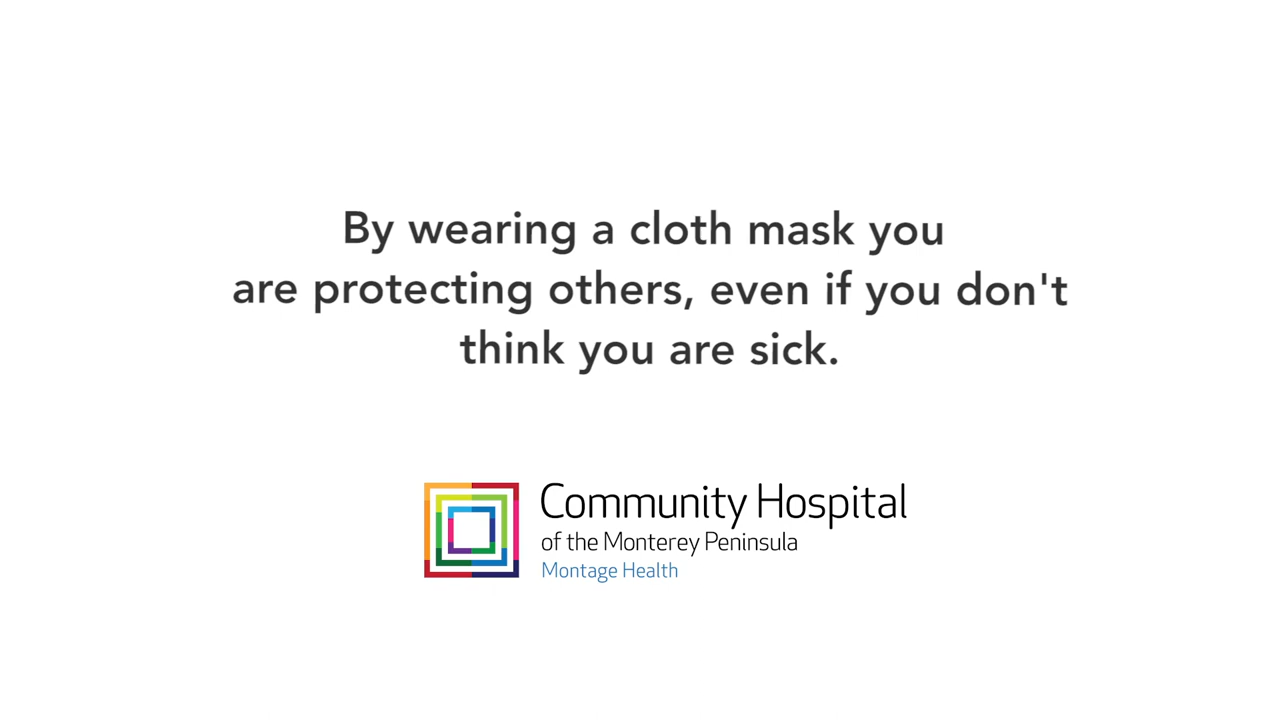 By wearing a cloth mask you
are protecting others, even if you don't
think you are sick.
Community Hospital
of the Monterey Peninsula
Montage Health